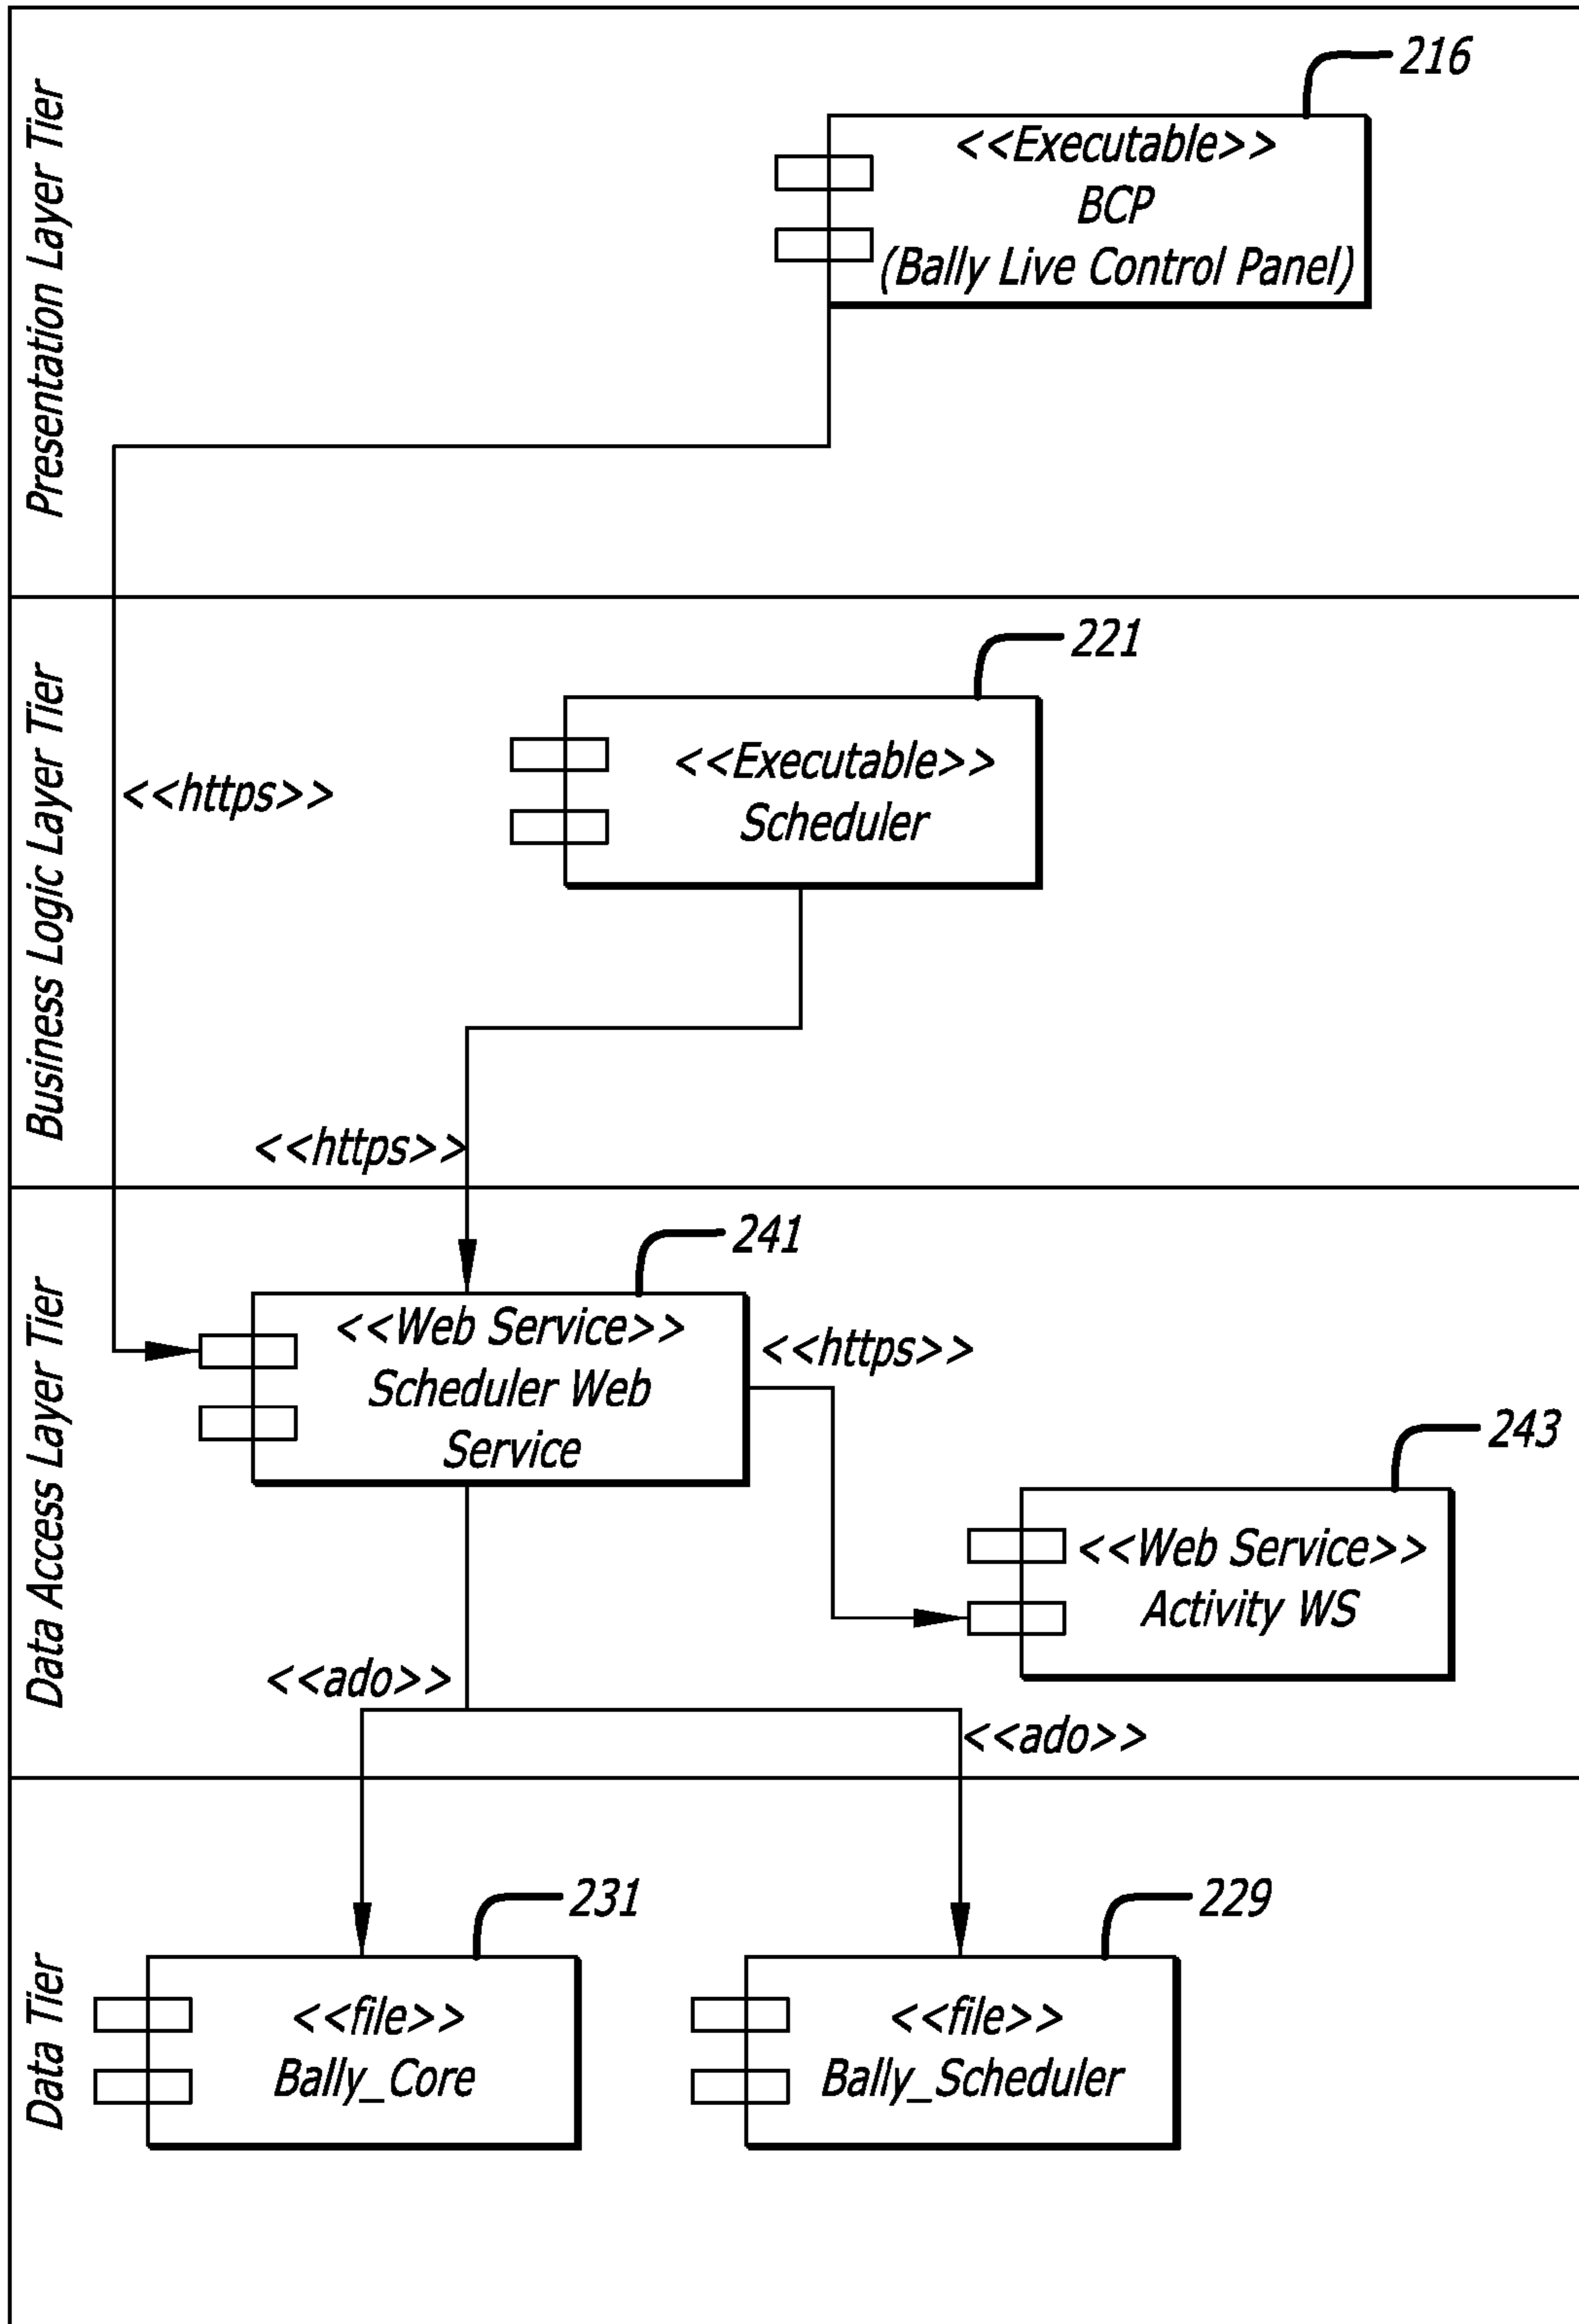 Presentation Layer Tier
216
<<Executable>>
BCP
(Bally Live Control Panel)
Business Logic Layer Tier
221
<<Executable>>
Scheduler
<<https>>
<<https>>
Data Access Layer Tier
241
<<Web Service>>
Scheduler Web
Service
<<https>>
243
<<Web Service>>
Activity WS
<<ado>>
<<ado>>
Data Tier
231
<<file>>
Bally_Core
229
<<file>>
Bally_Scheduler